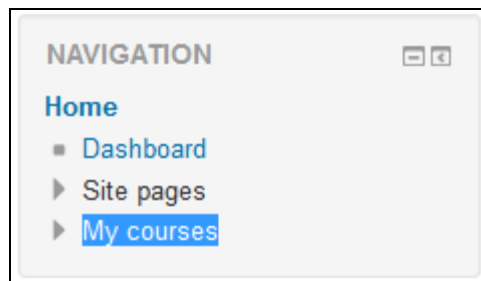 NAVIGATION
Home
Dashboard
Site pages
My courses